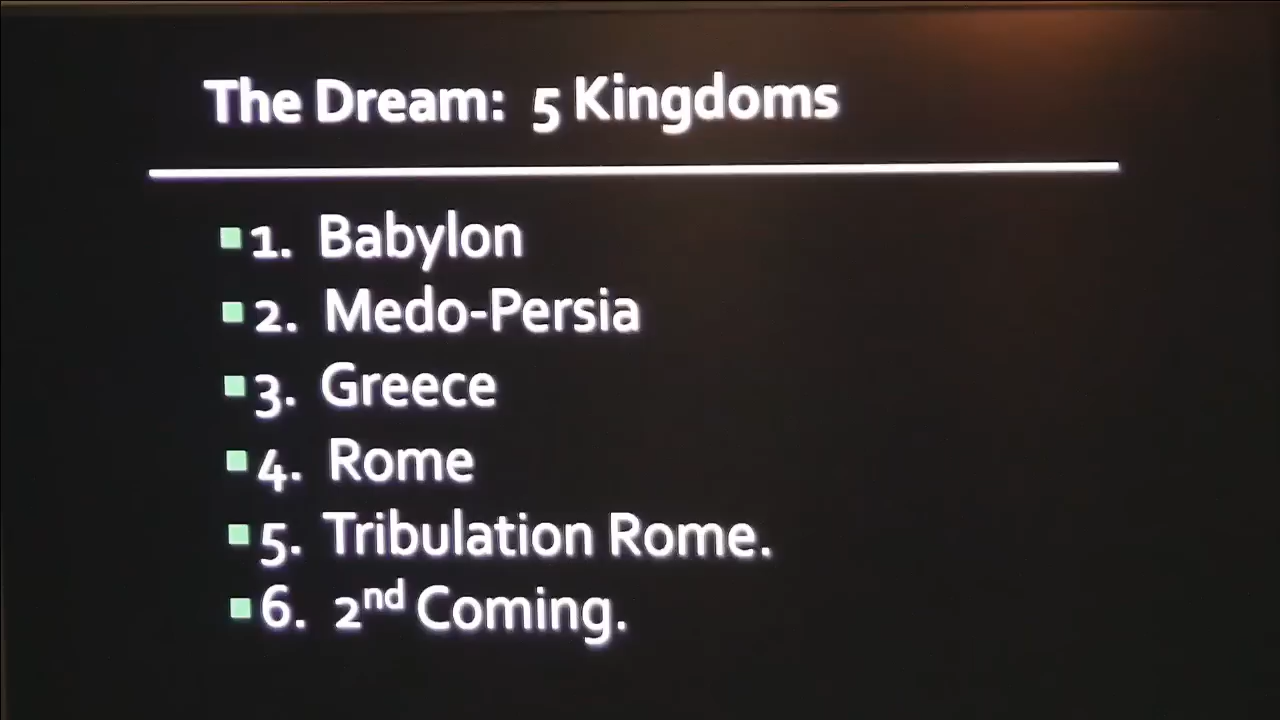 The Dream: 5 Kingdoms
1. Babylon
2. Medo-Persia
3. Greece
4. Rome
5. Tribulation Rome.
6. 2nd Coming.